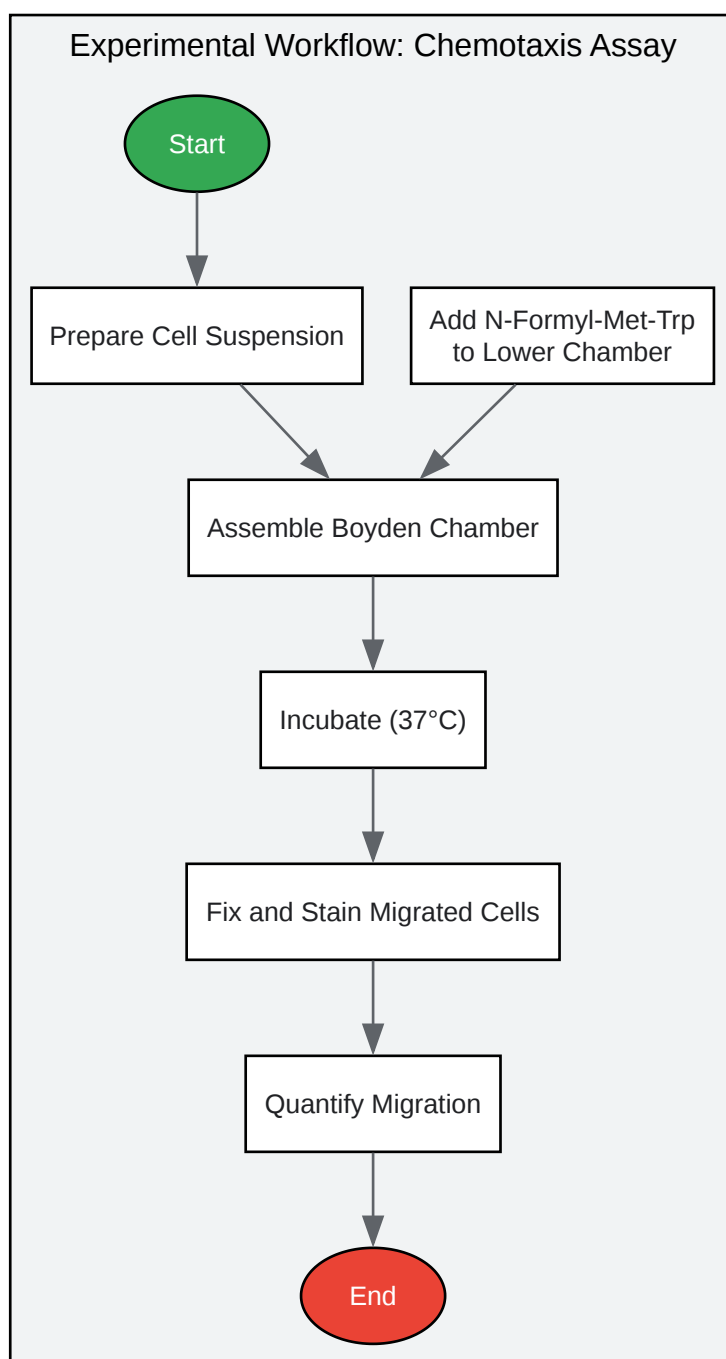 Experimental Workflow: Chemotaxis Assay
Start
Prepare Cell Suspension
Add N-Formyl-Met-Trp
to Lower Chamber
Assemble Boyden Chamber
Incubate (37°C)
Fix and Stain Migrated Cells
Quantify Migration
End